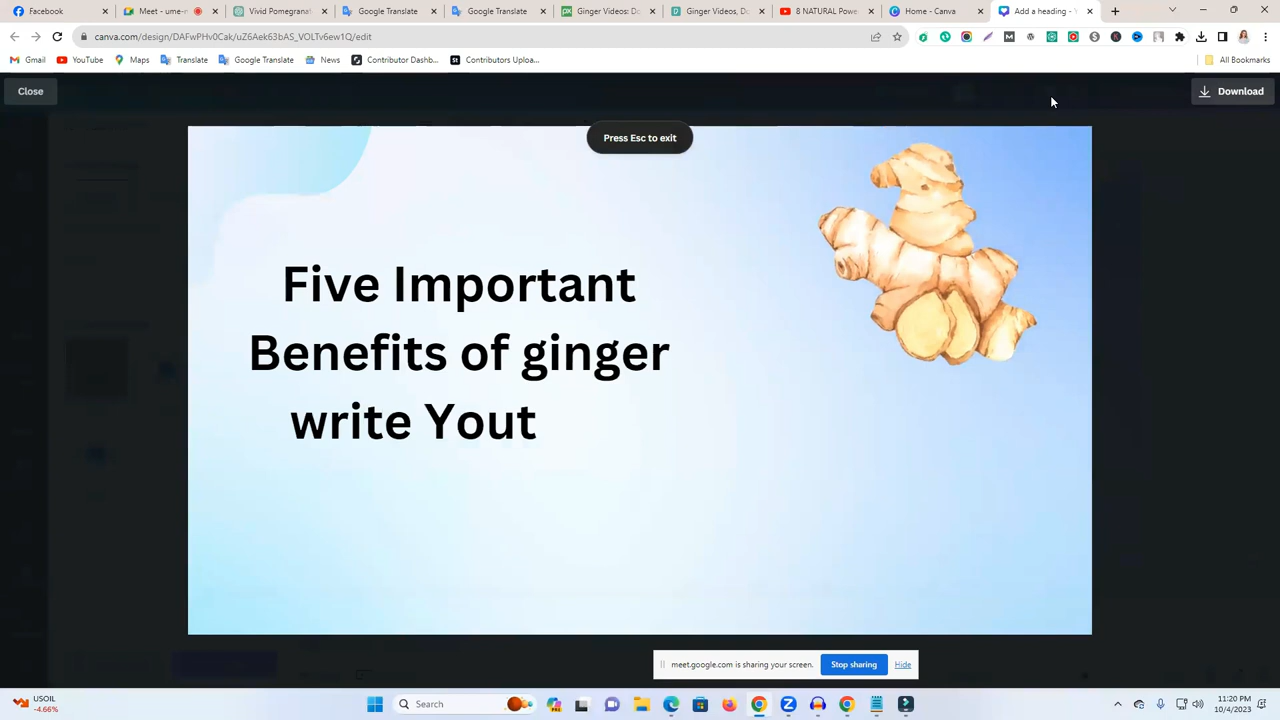 Facebook
Meet - ume-m
Vivid Pomegranat
Google Translate
Google Translate
Ginger Videos: Do
Ginger Videos, Do
8 NATURAL Powe
Home - Canva
Add a heading -
canva.com/design/DAFwPHv0Cak/uZ6Aek63bAS_VOLTv6ew1Q/edit
Gmail
YouTube
Maps
Translate
Google Translate
News
Contributor Dashb...
Contributors Uploa...
All Bookmarks
Close
Download
Press Esc to exit
Five Important
Benefits of ginger
write Yout
meet.google.com is sharing your screen.
Stop sharing
Hide
USOIL
-4.66%
Search
11:20 PM
10/4/2023